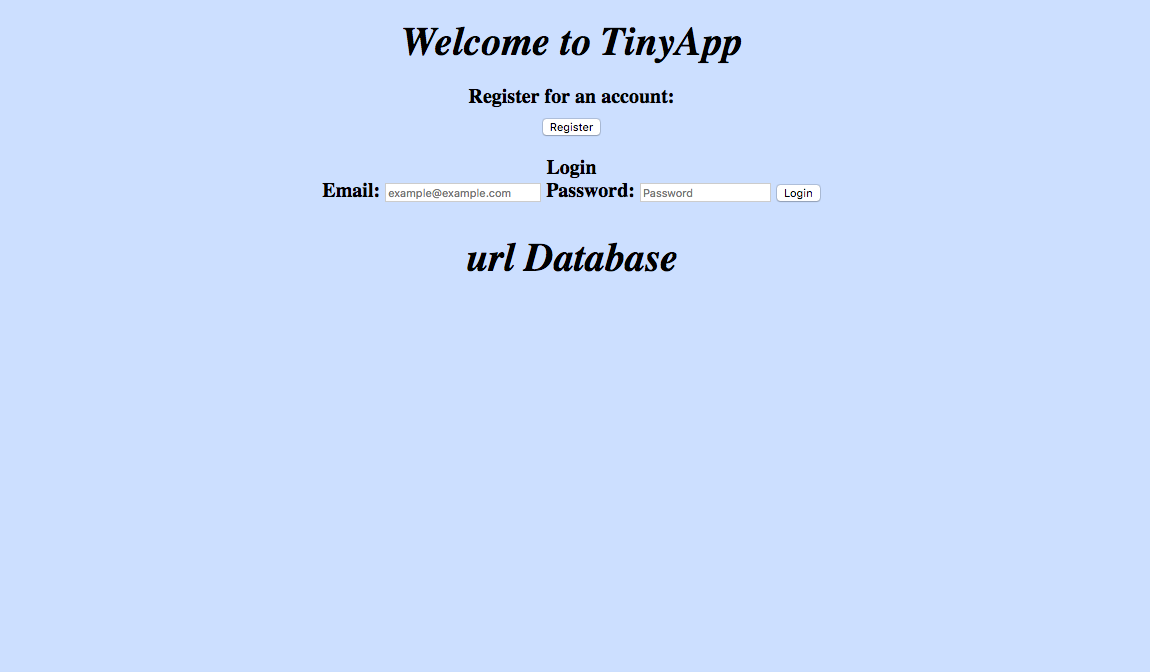 Welcome to TinyApp
Register for an account:
Register
Login
Email: example@example.com Password: Password Login
url Database